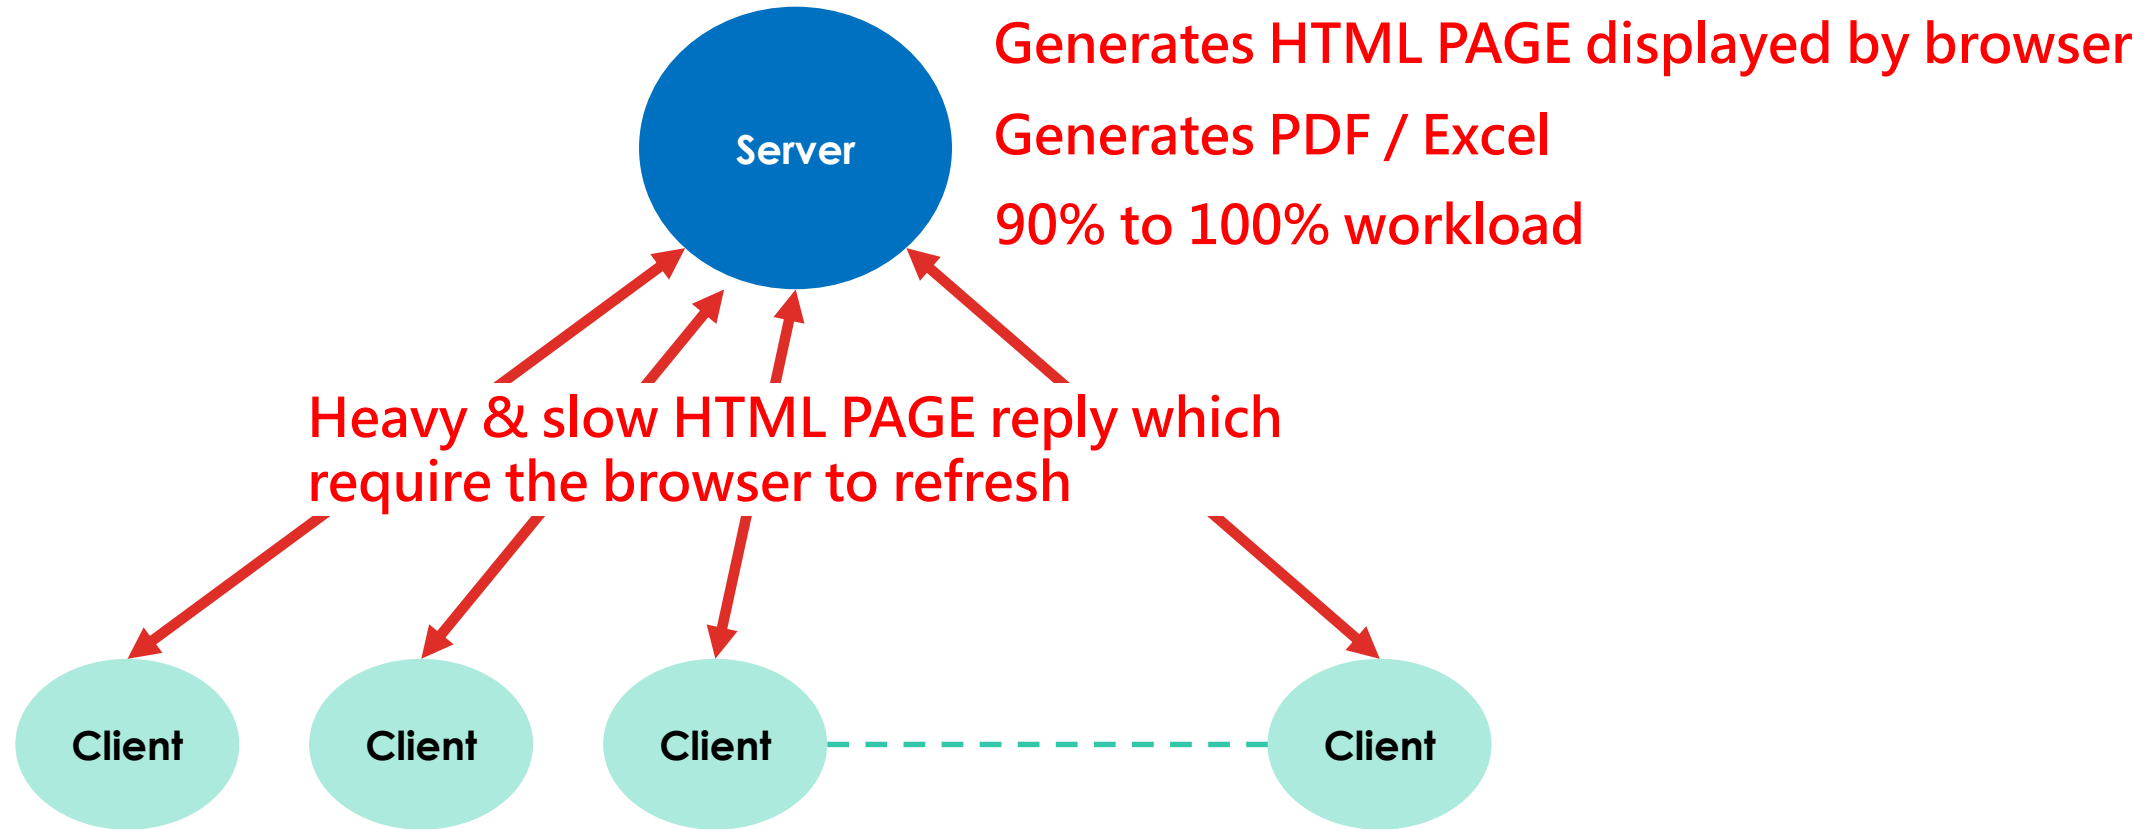 Generates HTML PAGE displayed by browser
Server
Generates PDF / Excel
90% to 100% workload
Heavy & slow HTML PAGE reply which
require the browser to refresh
Client
Client
Client
Client